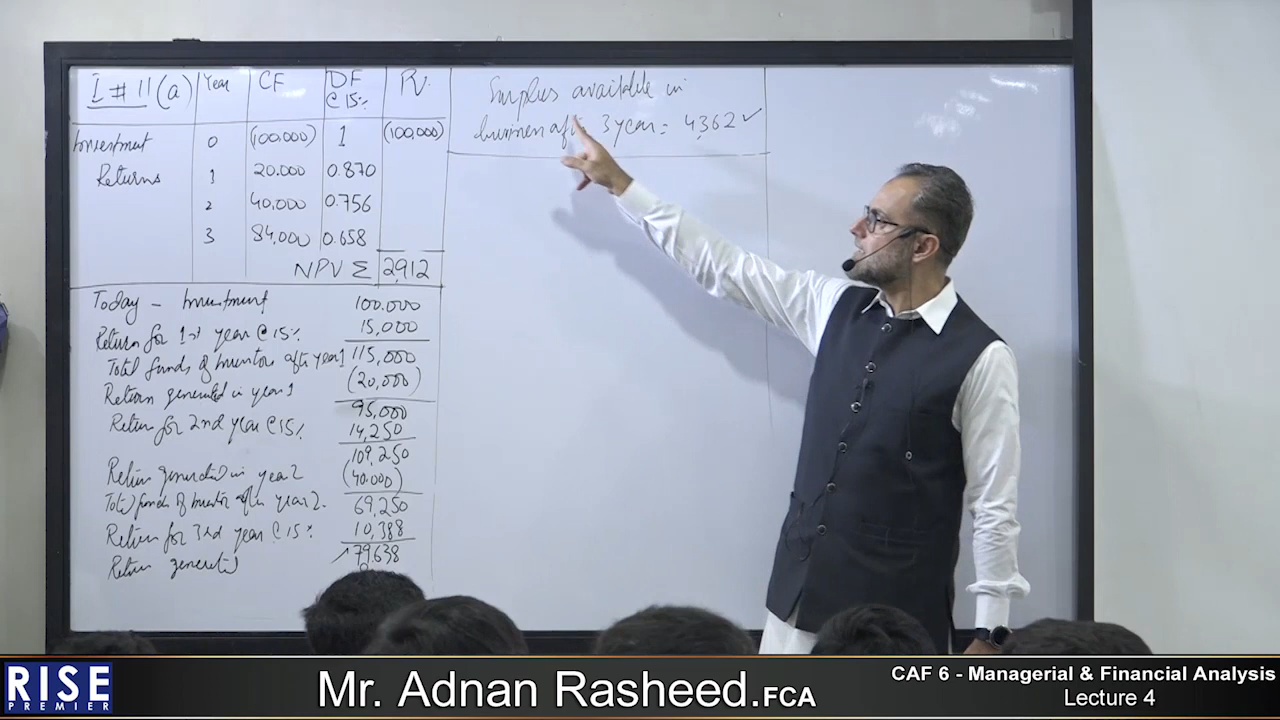 I # 11 (a) Year CF DF @ 15% P.V.
Investment 0 (100,000) 1 (100,000)
Returns 1 20,000 0.870
2 40,000 0.756
3 84,000 0.658
NPV Σ 2912
Today – Investment 100,000
Return for 1st year @ 15% 15,000
Total funds of Investors after year 1 115,000
Return generated in year 1 (20,000)
95,000
Return for 2nd year @ 15% 14,250
109,250
Return generated in year 2 (40,000)
Total funds of Investor after year 2. 69,250
Return for 3rd year @ 15% 10,388
79,638
Return generated
Surplus available in
business after 3 year = 4,362 ✓
RISE
PREMIER
Mr. Adnan Rasheed.FCA
CAF 6 - Managerial & Financial Analysis
Lecture 4